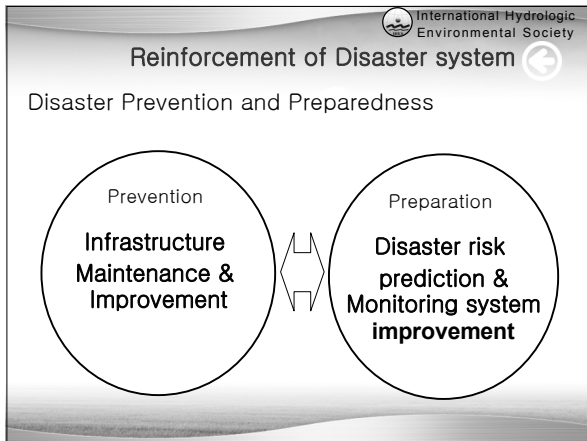 International Hydrologic
Environmental Society
Reinforcement of Disaster system
Disaster Prevention and Preparedness
Prevention
Infrastructure
Maintenance &
Improvement
Preparation
Disaster risk
prediction &
Monitoring system
improvement